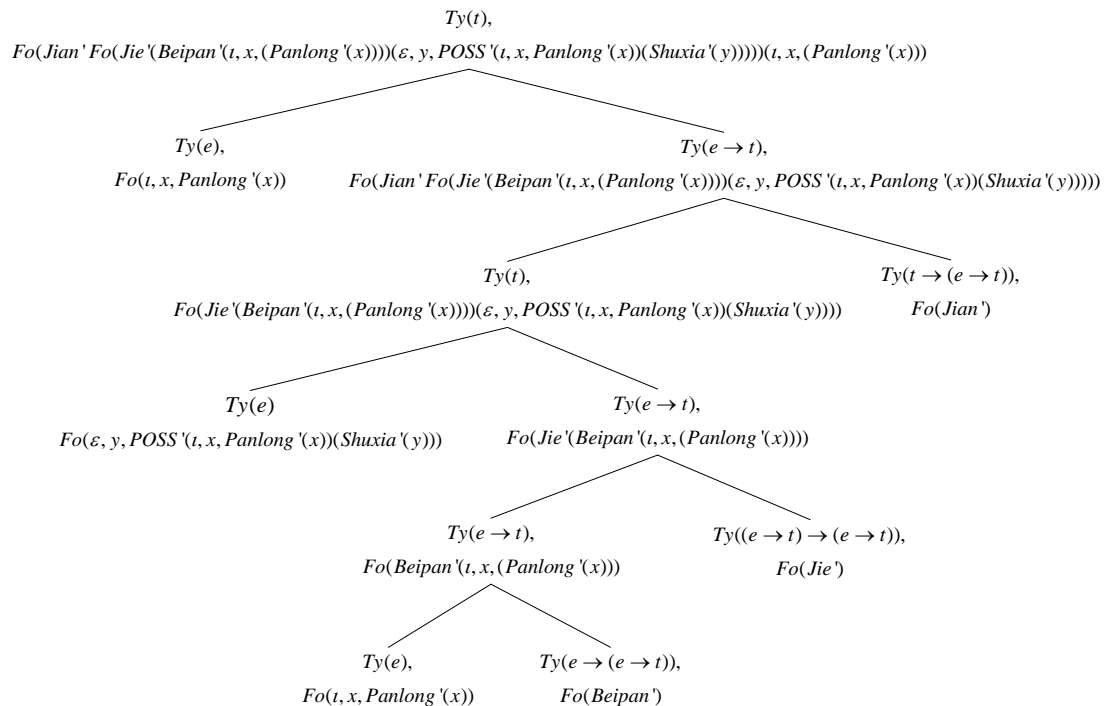 Ty(t),
Fo(Jian' Fo(Jie'(Beipan'(ι, x, (Panlong'(x))))(ε, y, POSS'(ι, x, Panlong'(x))(Shuxia'(y)))))(ι, x, (Panlong'(x)))
Ty(e), Ty(e → t),
Fo(ι, x, Panlong'(x)) Fo(Jian' Fo(Jie'(Beipan'(ι, x, (Panlong'(x))))(ε, y, POSS'(ι, x, Panlong'(x))(Shuxia'(y)))))
Ty(t), Ty(t → (e → t)),
Fo(Jie'(Beipan'(ι, x, (Panlong'(x))))(ε, y, POSS'(ι, x, Panlong'(x))(Shuxia'(y)))) Fo(Jian')
Ty(e) Ty(e → t),
Fo(ε, y, POSS'(ι, x, Panlong'(x))(Shuxia'(y))) Fo(Jie'(Beipan'(ι, x, (Panlong'(x))))
Ty(e → t), Ty((e → t) → (e → t)),
Fo(Beipan'(ι, x, (Panlong'(x))) Fo(Jie')
Ty(e), Ty(e → (e → t)),
Fo(ι, x, Panlong'(x)) Fo(Beipan')